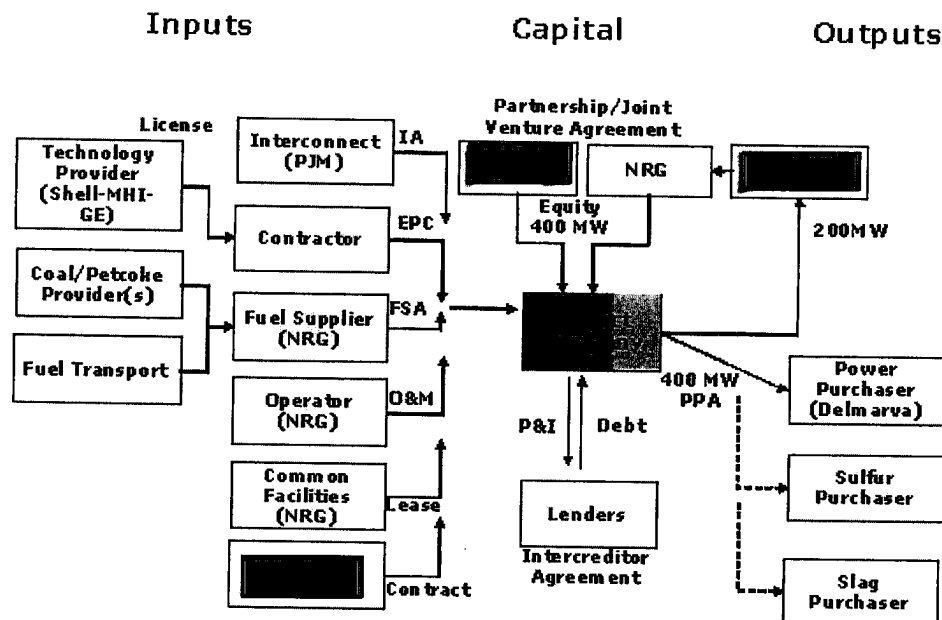 Inputs
Capital
Outputs
License
Technology
Provider
(Shell-MHI-
GE)
Coal/Petcoke
Provider(s)
Fuel Transport
Interconnect
(PJM)
IA
Contractor
EPC
Fuel Supplier
(NRG)
FSA
Operator
(NRG)
O&M
Common
Facilities
(NRG)
Lease
Contract
Partnership/Joint
Venture Agreement
NRG
Equity
400 MW
200MW
400 MW
PPA
P&I
Debt
Lenders
Intercreditor
Agreement
Power
Purchaser
(Delmarva)
Sulfur
Purchaser
Slag
Purchaser